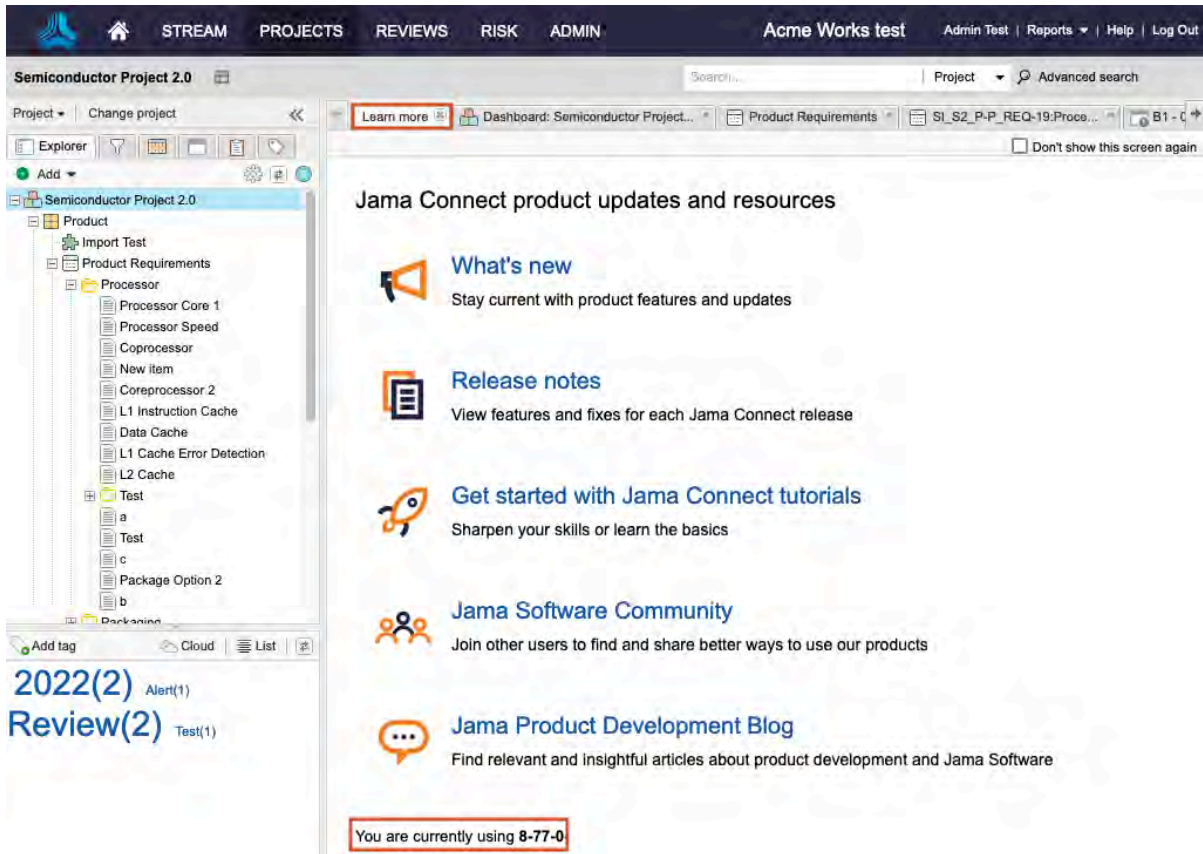 STREAM PROJECTS REVIEWS RISK ADMIN Acme Works test Admin Test | Reports | Help | Log Out
Semiconductor Project 2.0 Search... Project Advanced search
Project Change project
Learn more Dashboard: Semiconductor Project... Product Requirements SI_S2_P-P_REQ-19:Proce... B1 - C
Explorer
Don't show this screen again
Add
Semiconductor Project 2.0
Product
Import Test
Product Requirements
Processor
Processor Core 1
Processor Speed
Coprocessor
New item
Coreprocessor 2
L1 Instruction Cache
Data Cache
L1 Cache Error Detection
L2 Cache
Test
a
Test
c
Package Option 2
b
Packaging
Add tag Cloud List
2022(2) Alert(1)
Review(2) Test(1)
Jama Connect product updates and resources
What's new
Stay current with product features and updates
Release notes
View features and fixes for each Jama Connect release
Get started with Jama Connect tutorials
Sharpen your skills or learn the basics
Jama Software Community
Join other users to find and share better ways to use our products
Jama Product Development Blog
Find relevant and insightful articles about product development and Jama Software
You are currently using 8-77-0